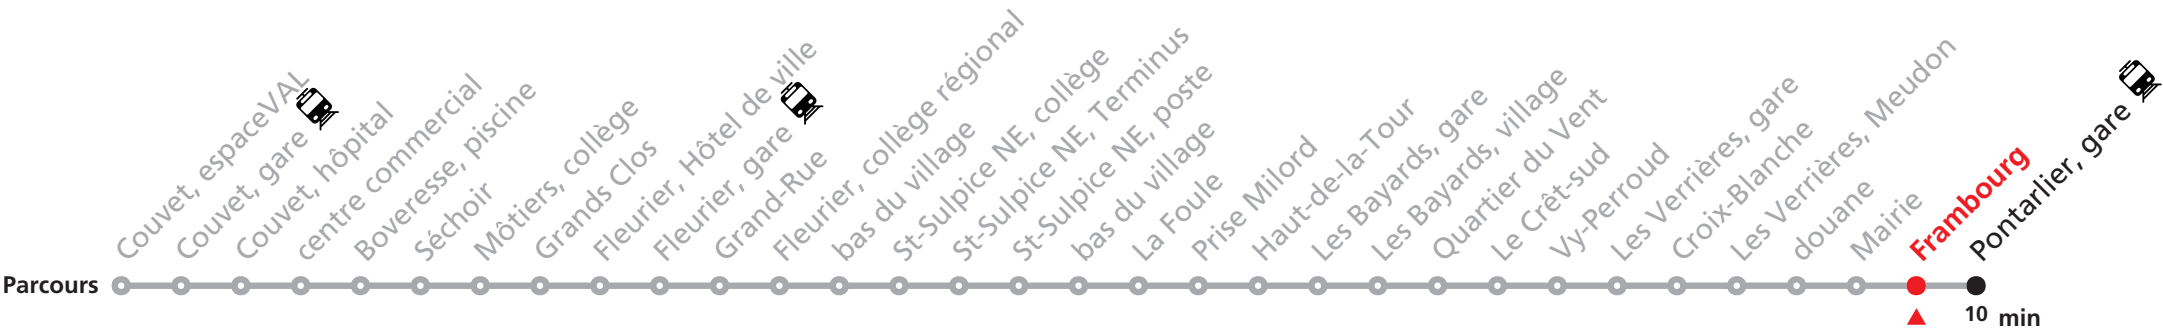 Couvet, espaceVAL
Couvet, gare
Couvet, hôpital
centre commercial
Boveresse, piscine
Séchoir
Môtiers, collège
Grands Clos
Fleurier, Hôtel de ville
Fleurier, gare
Grand-Rue
Fleurier, collège régional
bas du village
St-Sulpice NE, collège
St-Sulpice NE, Terminus
St-Sulpice NE, poste
bas du village
La Foule
Prise Milord
Haut-de-la-Tour
Les Bayards, gare
Les Bayards, village
Quartier du Vent
Le Crêt-sud
Vy-Perroud
Les Verrières, gare
Croix-Blanche
Les Verrières, Meudon
douane
Mairie
Frambourg
Pontarlier, gare
Parcours
10 min